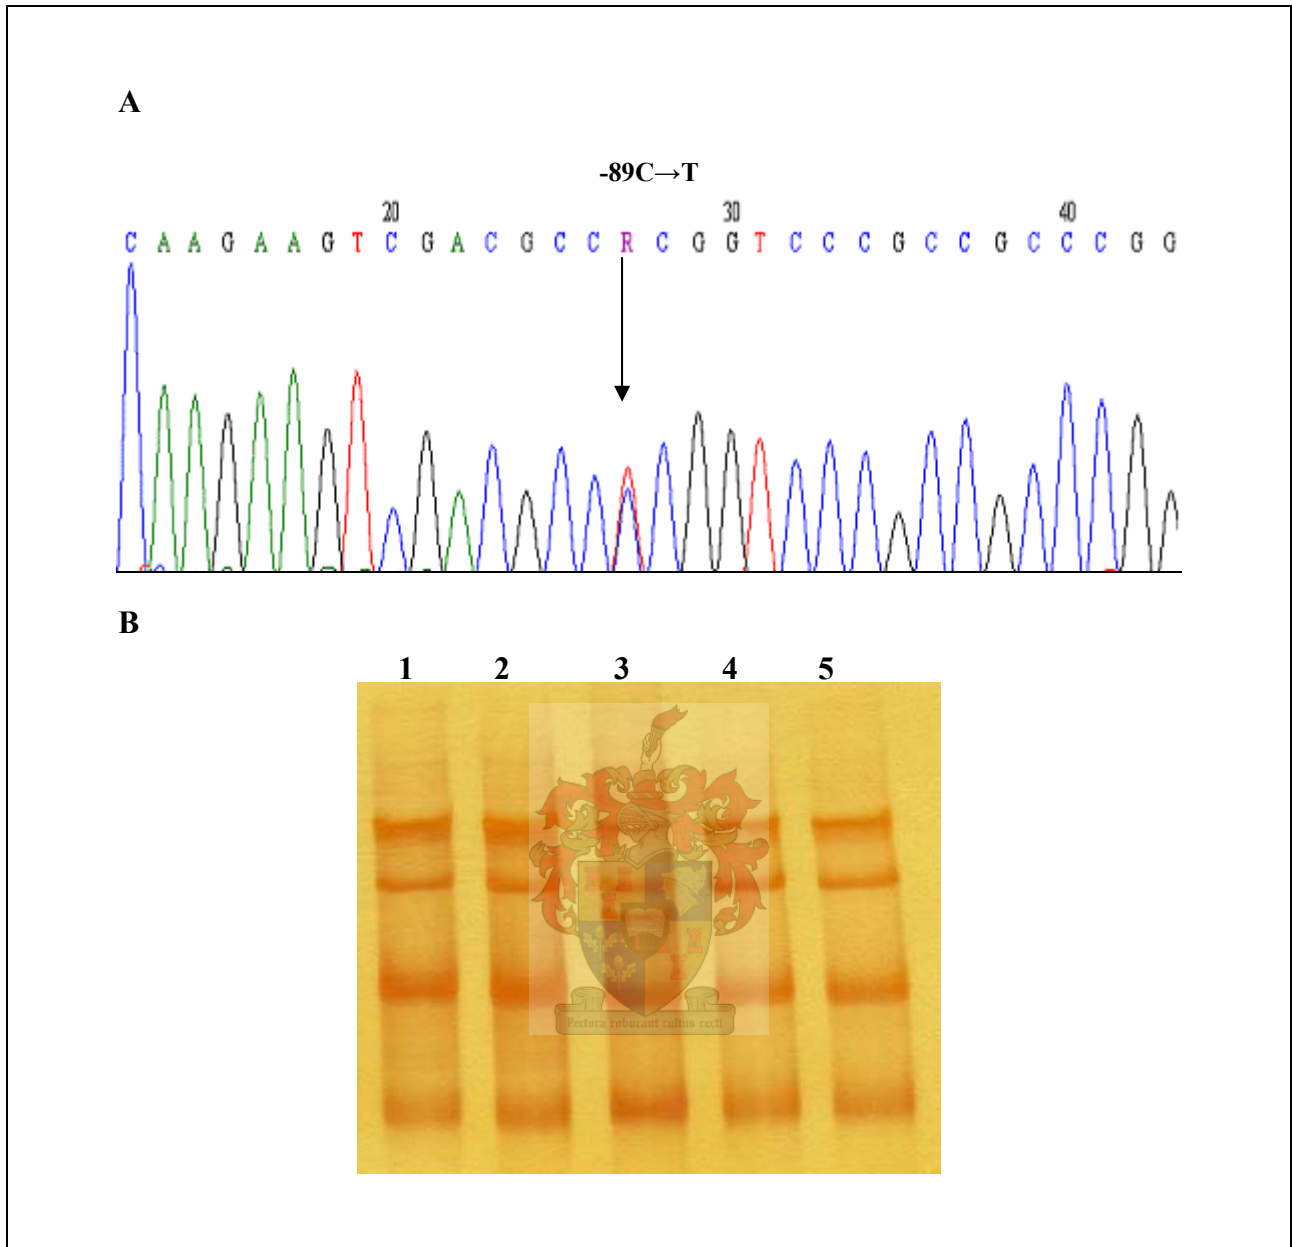 A
-89C→T
20 30 40
C A A G A A G T C G A C G C C R C G G T C C C G C C G C C C G G
B
1 2 3 4 5
Pectora roborant cultus recti